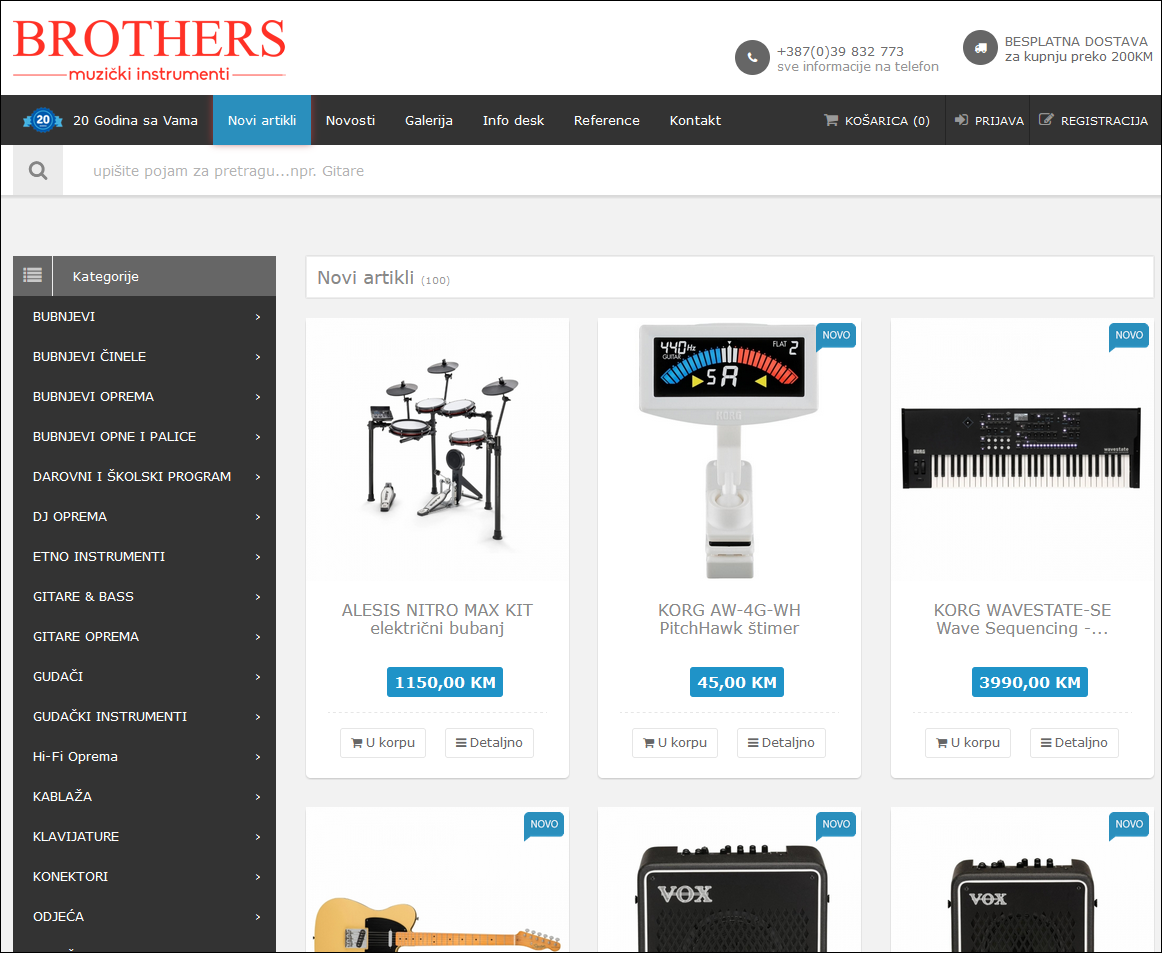 BROTHERS
muzički instrumenti
+387(0)39 832 773
sve informacije na telefon
BESPLATNA DOSTAVA
za kupnju preko 200KM
20
20 Godina sa Vama
Novi artikli
Novosti
Galerija
Info desk
Reference
Kontakt
KOŠARICA (0)
PRIJAVA
REGISTRACIJA
upišite pojam za pretragu...npr. Gitare
Kategorije
BUBNJEVI
BUBNJEVI ČINELE
BUBNJEVI OPREMA
BUBNJEVI OPNE I PALICE
DAROVNI I ŠKOLSKI PROGRAM
DJ OPREMA
ETNO INSTRUMENTI
GITARE & BASS
GITARE OPREMA
GUDAČI
GUDAČKI INSTRUMENTI
Hi-Fi Oprema
KABLAŽA
KLAVIJATURE
KONEKTORI
ODJEĆA
Novi artikli (100)
ALESIS NITRO MAX KIT
električni bubanj
1150,00 KM
U korpu
Detaljno
NOVO
440Hz
GUITAR
FLAT 2
5A
KORG
KORG AW-4G-WH
PitchHawk štimer
45,00 KM
U korpu
Detaljno
NOVO
KORG
wavestate
KORG WAVESTATE-SE
Wave Sequencing -...
3990,00 KM
U korpu
Detaljno
NOVO
NOVO
VOX
NOVO
VOX